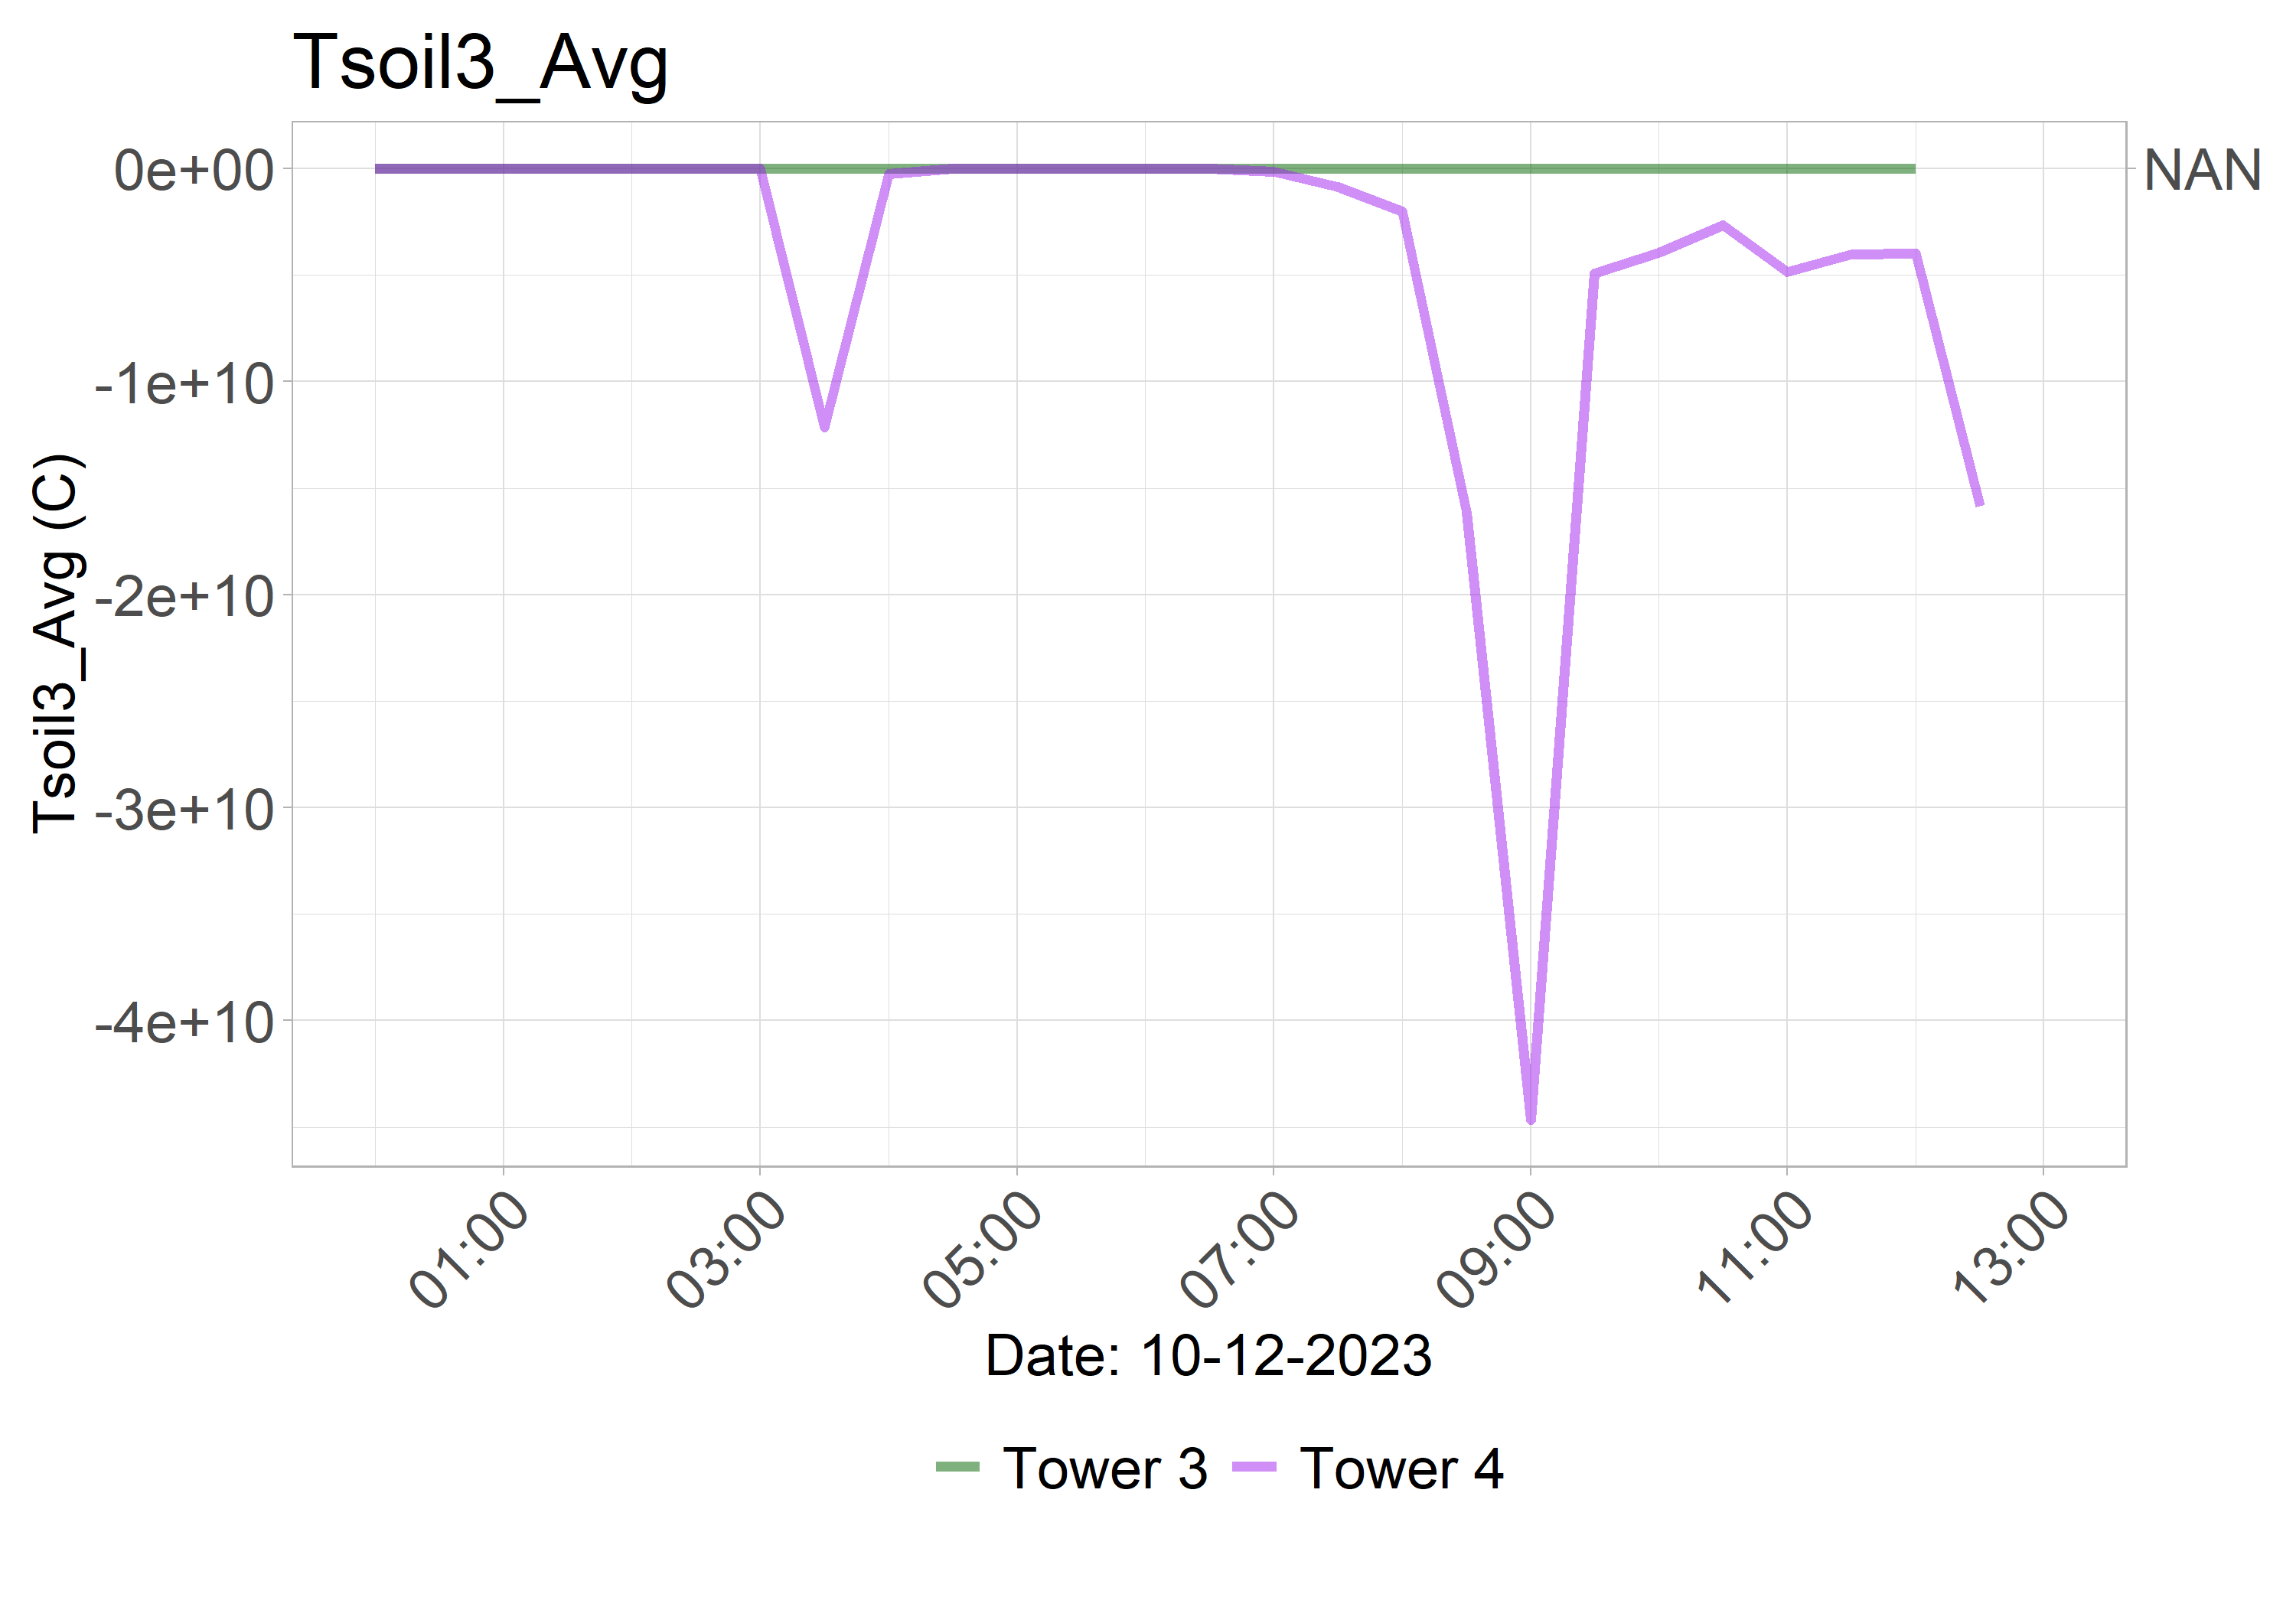 Tsoil3_Avg
Tsoil3_Avg (C)
0e+00
-1e+10
-2e+10
-3e+10
-4e+10
NAN
01:00
03:00
05:00
07:00
09:00
11:00
13:00
Date: 10-12-2023
Tower 3
Tower 4